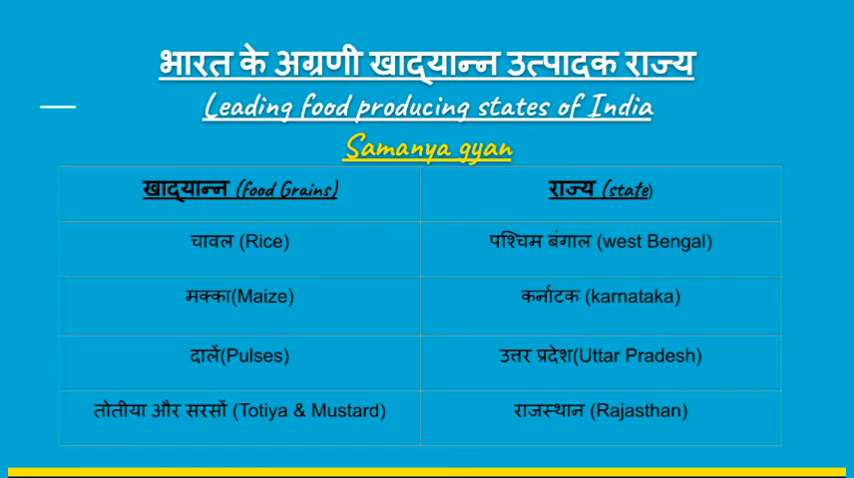 भारत के अग्रणी खाद्यान्न उत्पादक राज्य
Leading food producing states of India
Samanya gyan
खाद्यान्न (food Grains) राज्य (state)
चावल (Rice) पश्चिम बंगाल (west Bengal)
मक्का(Maize) कर्नाटक (karnataka)
दालें(Pulses) उत्तर प्रदेश(Uttar Pradesh)
तोतीया और सरसों (Totiya & Mustard) राजस्थान (Rajasthan)